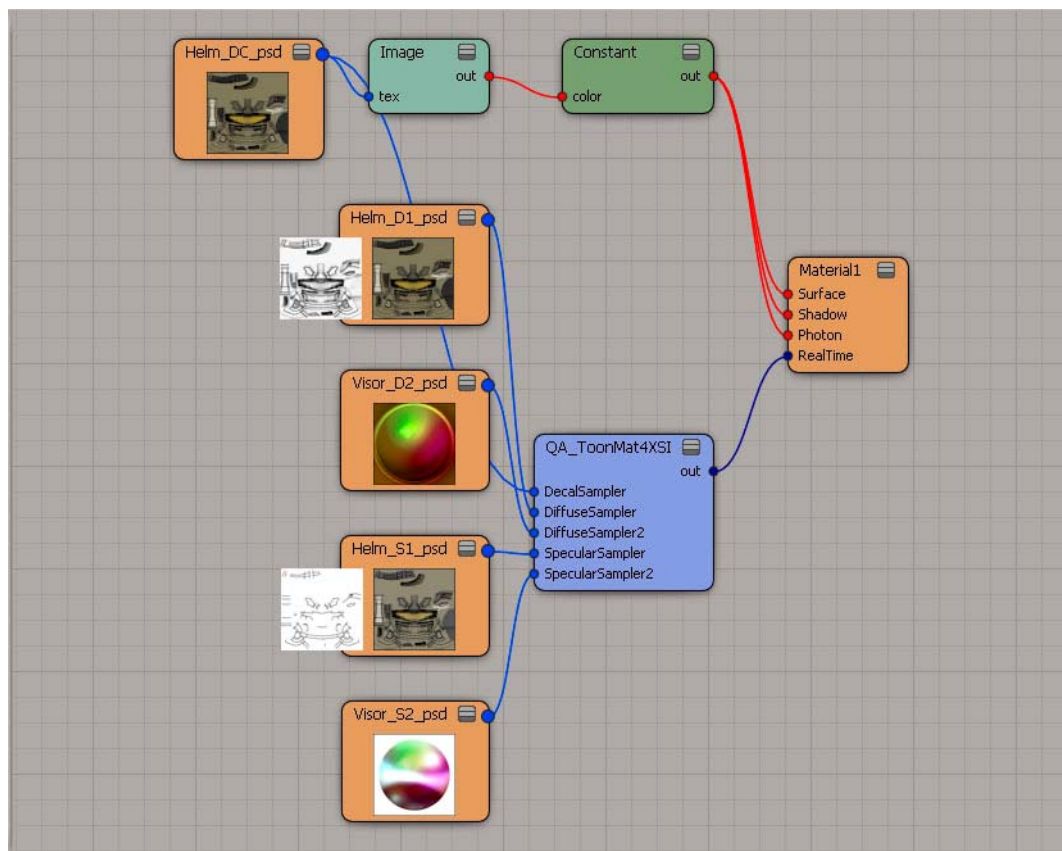 Helm_DC_psd
Image
out
tex
Constant
out
color
Helm_D1_psd
Material1
Surface
Shadow
Photon
RealTime
Visor_D2_psd
QA_ToonMat4XSI
out
DecalSampler
DiffuseSampler
DiffuseSampler2
SpecularSampler
SpecularSampler2
Helm_S1_psd
Visor_S2_psd